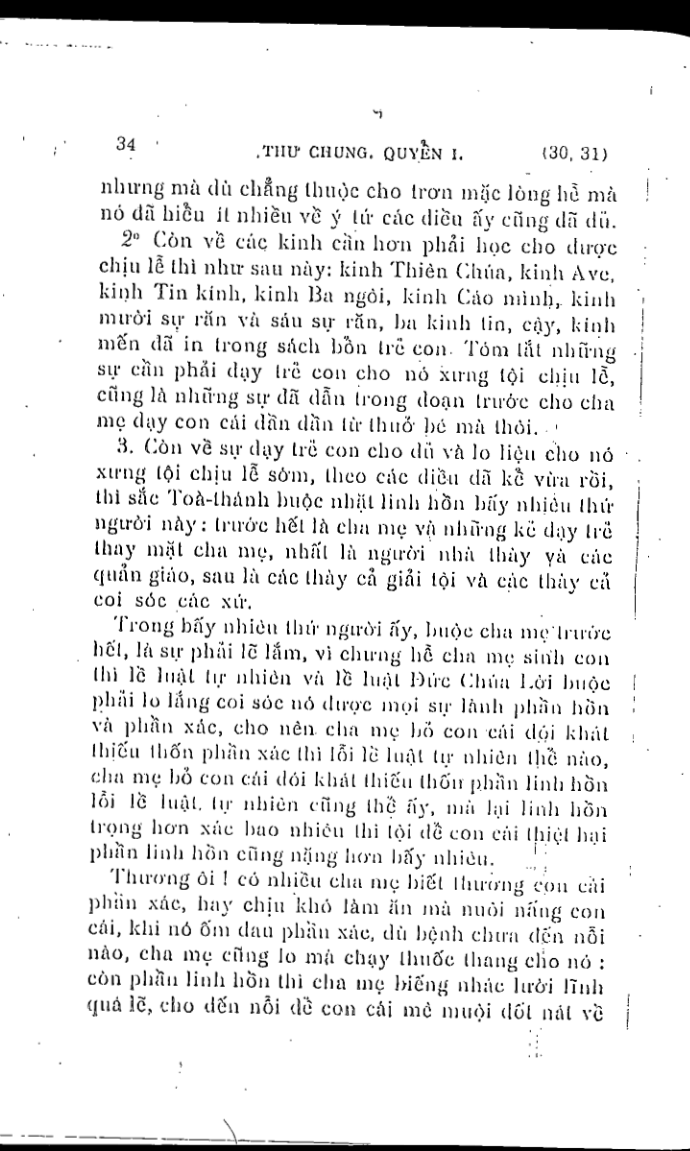 34 THƯ CHUNG. QUYỂN I. (30, 31)
nhưng mà dù chẳng thuộc cho trơn mặc lòng hễ mà
nó đã hiểu ít nhiều về ý tứ các điều ấy cũng đã đủ.
2º Còn về các kinh cần hơn phải học cho được
chịu lễ thì như sau này: kinh Thiên Chúa, kinh Ave,
kinh Tin kính, kinh Ba ngôi, kinh Cáo mình, kinh
mười sự răn và sáu sự răn, ba kinh tin, cậy, kinh
mến đã in trong sách bổn trẻ con. Tóm tắt những
sự cần phải dạy trẻ con cho nó xưng tội chịu lễ,
cũng là những sự đã dẫn trong đoạn trước cho cha
mẹ dạy con cái dần dần từ thuở bé mà thôi.
3. Còn về sự dạy trẻ con cho đủ và lo liệu cho nó
xưng tội chịu lễ sớm, theo các điều đã kể vừa rồi,
thì sắc Toà-thánh buộc nhặt linh hồn bấy nhiêu thứ
người này: trước hết là cha mẹ và những kẻ dạy trẻ
thay mặt cha mẹ, nhất là người nhà thày và các
quản giáo, sau là các thày cả giải tội và các thày cả
coi sóc các xứ.
Trong bấy nhiêu thứ người ấy, buộc cha mẹ trước
hết, là sự phải lẽ lắm, vì chưng hễ cha mẹ sinh con
thì lề luật tự nhiên và lề luật Đức Chúa Lời buộc
phải lo lắng coi sóc nó được mọi sự lành phần hồn
và phần xác, cho nên cha mẹ bỏ con cái đói khát
thiếu thốn phần xác thì lỗi lề luật tự nhiên thể nào,
cha mẹ bỏ con cái đói khát thiếu thốn phần linh hồn
lỗi lề luật tự nhiên cũng thể ấy, mà lại linh hồn
trọng hơn xác bao nhiêu thì tội để con cái thiệt hại
phần linh hồn cũng nặng hơn bấy nhiêu.
Thương ôi! có nhiều cha mẹ biết thương con cái
phần xác, hay chịu khó làm ăn mà nuôi nấng con
cái, khi nó ốm đau phần xác, dù bệnh chưa đến nỗi
nào, cha mẹ cũng lo mà chạy thuốc thang cho nó:
còn phần linh hồn thì cha mẹ biếng nhác lười lĩnh
quá lẽ, cho đến nỗi để con cái mê muội dốt nát về